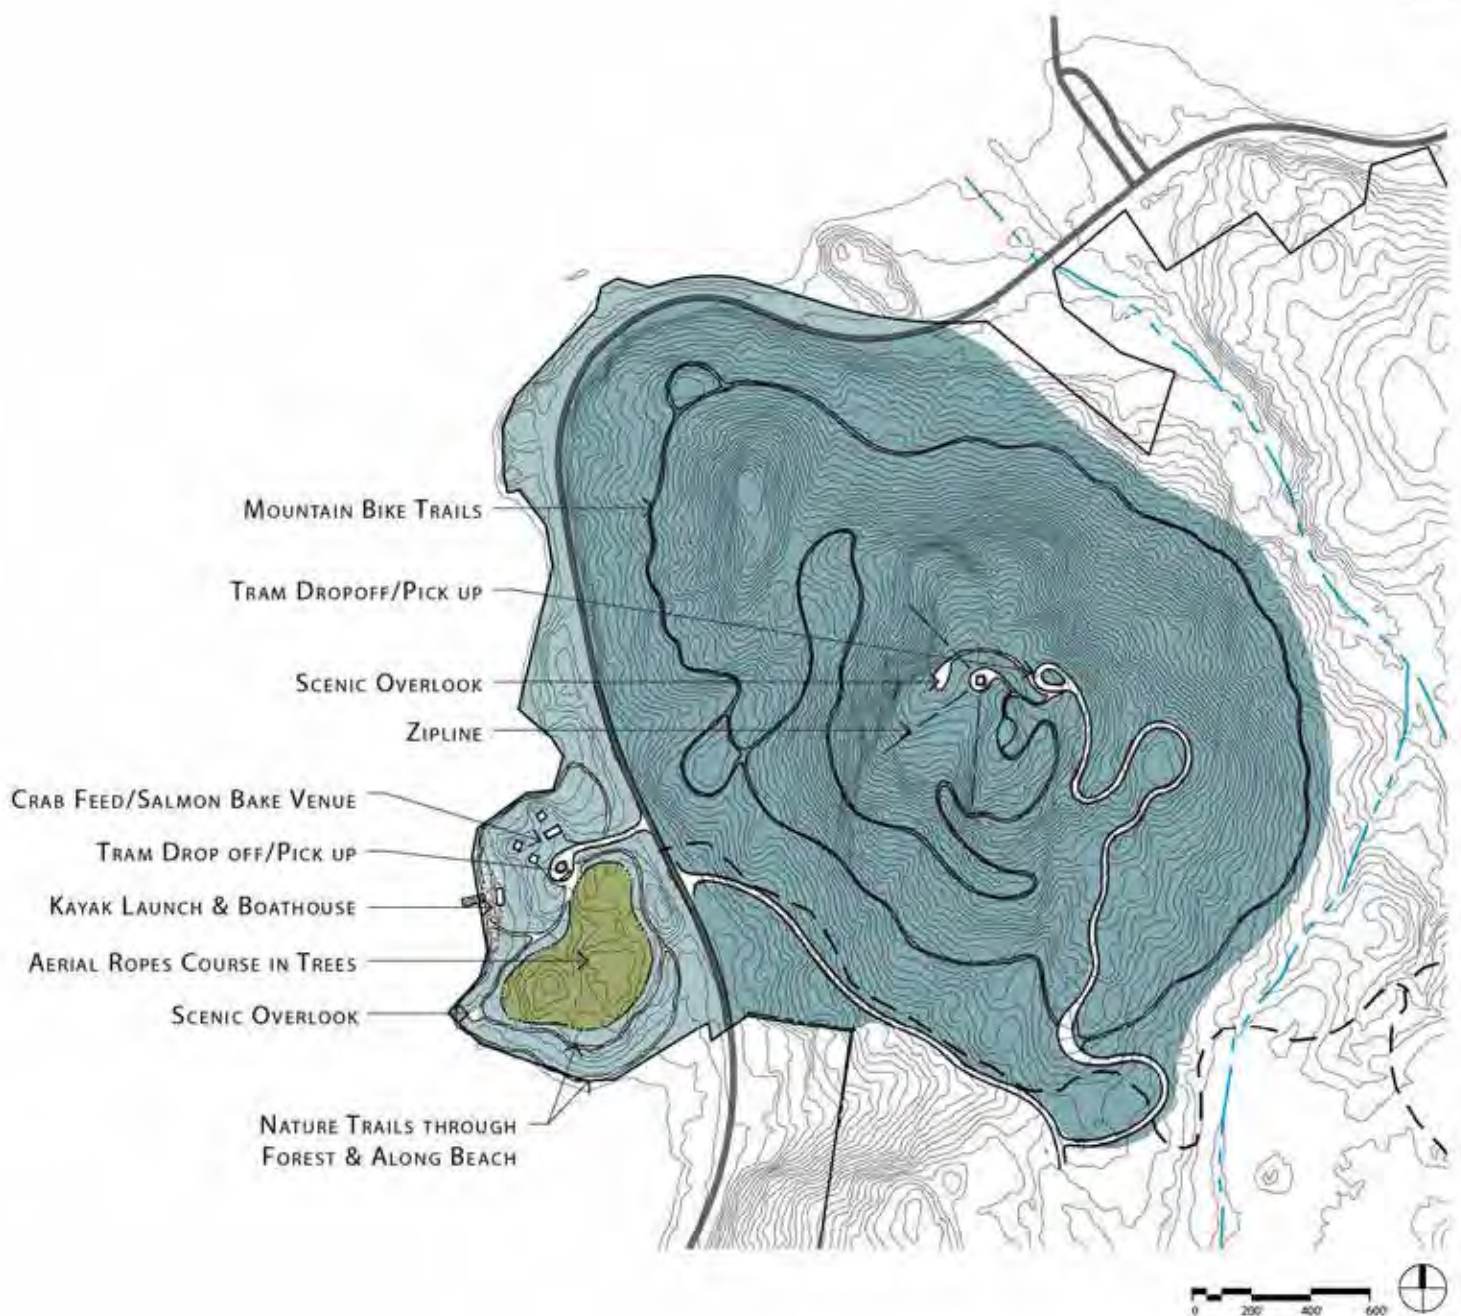 Mountain Bike Trails
Tram Dropoff/Pick up
Scenic Overlook
Zipline
Crab Feed/Salmon Bake Venue
Tram Drop off/Pick up
Kayak Launch & Boathouse
Aerial Ropes Course in Trees
Scenic Overlook
Nature Trails through
Forest & Along Beach
0 200' 400' 600'